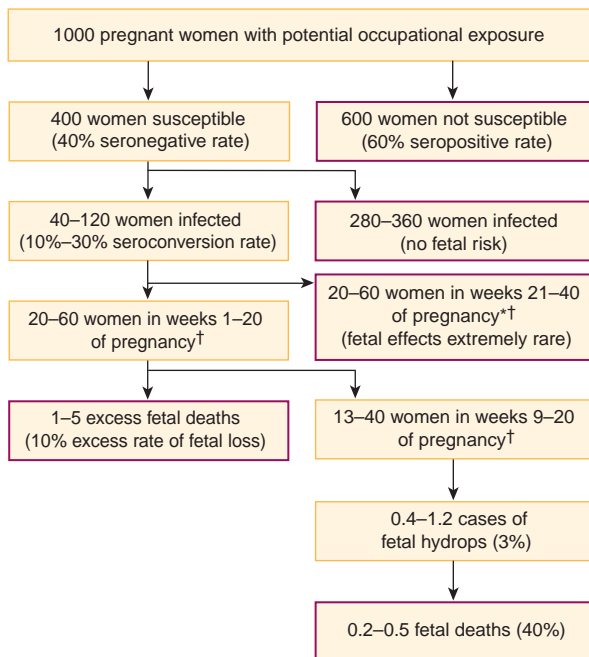 1000 pregnant women with potential occupational exposure
400 women susceptible
(40% seronegative rate)
600 women not susceptible
(60% seropositive rate)
40–120 women infected
(10%–30% seroconversion rate)
280–360 women infected
(no fetal risk)
20–60 women in weeks 1–20
of pregnancy†
20–60 women in weeks 21–40
of pregnancy*†
(fetal effects extremely rare)
1–5 excess fetal deaths
(10% excess rate of fetal loss)
13–40 women in weeks 9–20
of pregnancy†
0.4–1.2 cases of
fetal hydrops (3%)
0.2–0.5 fetal deaths (40%)